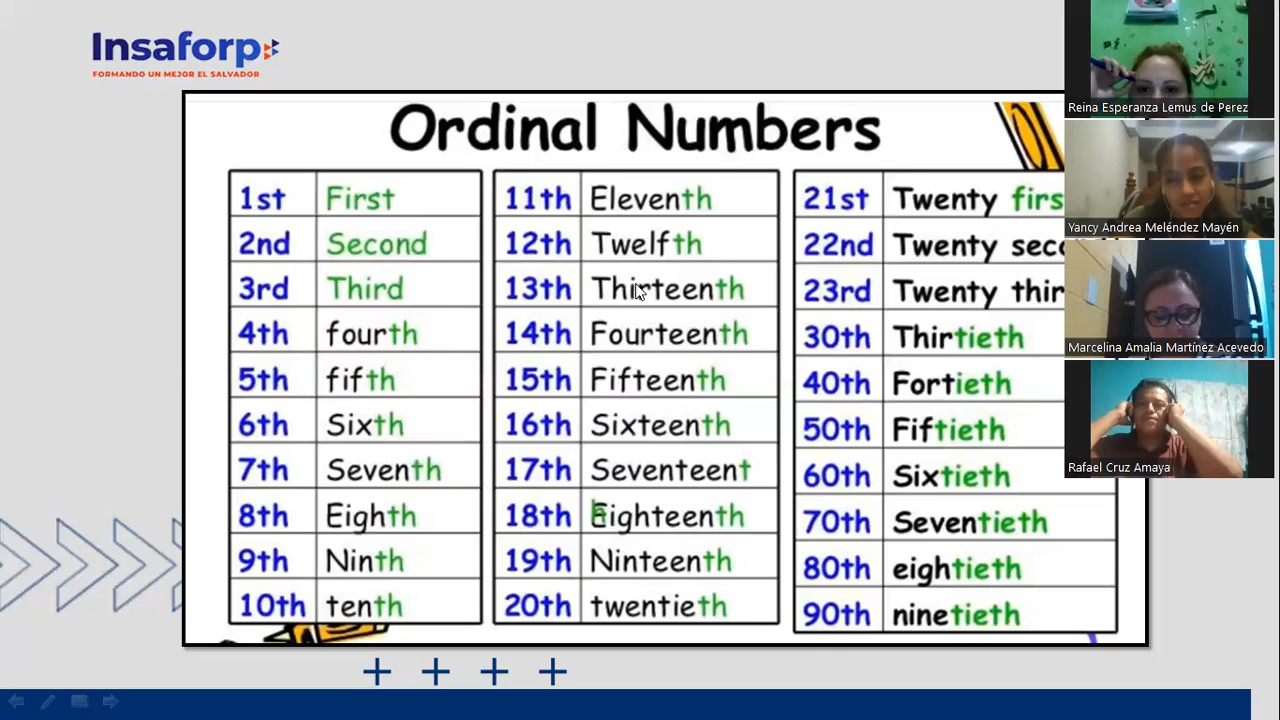 Insaforp
FORMANDO UN MEJOR EL SALVADOR
Ordinal Numbers
1st First
2nd Second
3rd Third
4th fourth
5th fifth
6th Sixth
7th Seventh
8th Eighth
9th Ninth
10th tenth
11th Eleventh
12th Twelfth
13th Thirteenth
14th Fourteenth
15th Fifteenth
16th Sixteenth
17th Seventeent
h
18th Eighteenth
19th Ninteenth
20th twentieth
21st Twenty firs
22nd Twenty sec
23rd Twenty thir
30th Thirtieth
40th Fortieth
50th Fiftieth
60th Sixtieth
70th Seventieth
80th eightieth
90th ninetieth
Reina Esperanza Lemus de Perez
Yancy Andrea Meléndez Mayén
Marcelina Amalia Martínez Acevedo
Rafael Cruz Amaya